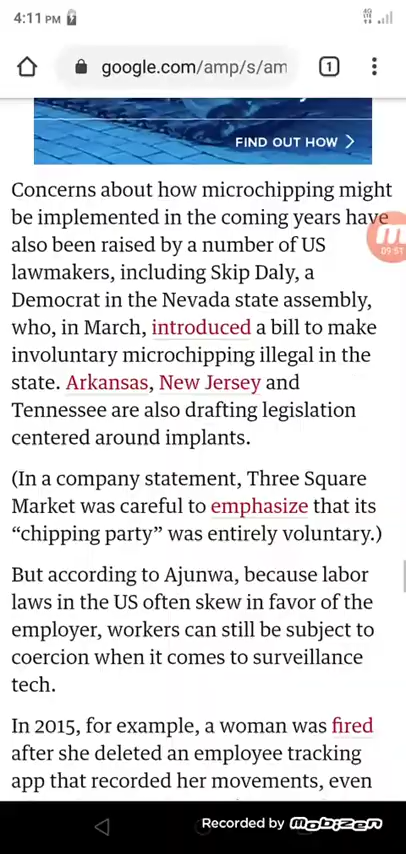 4:11 PM
google.com/amp/s/am
1
FIND OUT HOW
Concerns about how microchipping might
be implemented in the coming years have
also been raised by a number of US
lawmakers, including Skip Daly, a
Democrat in the Nevada state assembly,
09:51
who, in March, introduced a bill to make
involuntary microchipping illegal in the
state. Arkansas, New Jersey and
Tennessee are also drafting legislation
centered around implants.
(In a company statement, Three Square
Market was careful to emphasize that its
“chipping party” was entirely voluntary.)
But according to Ajunwa, because labor
laws in the US often skew in favor of the
employer, workers can still be subject to
coercion when it comes to surveillance
tech.
In 2015, for example, a woman was fired
after she deleted an employee tracking
app that recorded her movements, even
Recorded by Mobizen